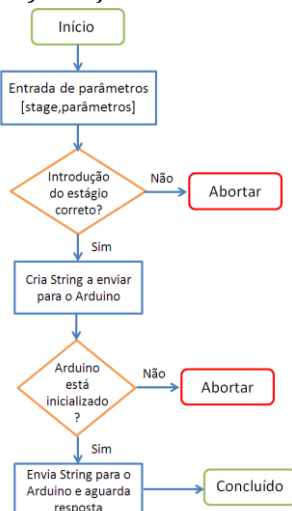 Início
Entrada de parâmetros
[stage,parâmetros]
Introdução
do estágio
correto?
Não
Abortar
Sim
Cria String a enviar
para o Arduino
Arduino
está
inicializado
?
Não
Abortar
Sim
Envia String para o
Arduino e aguarda
resposta
Concluído